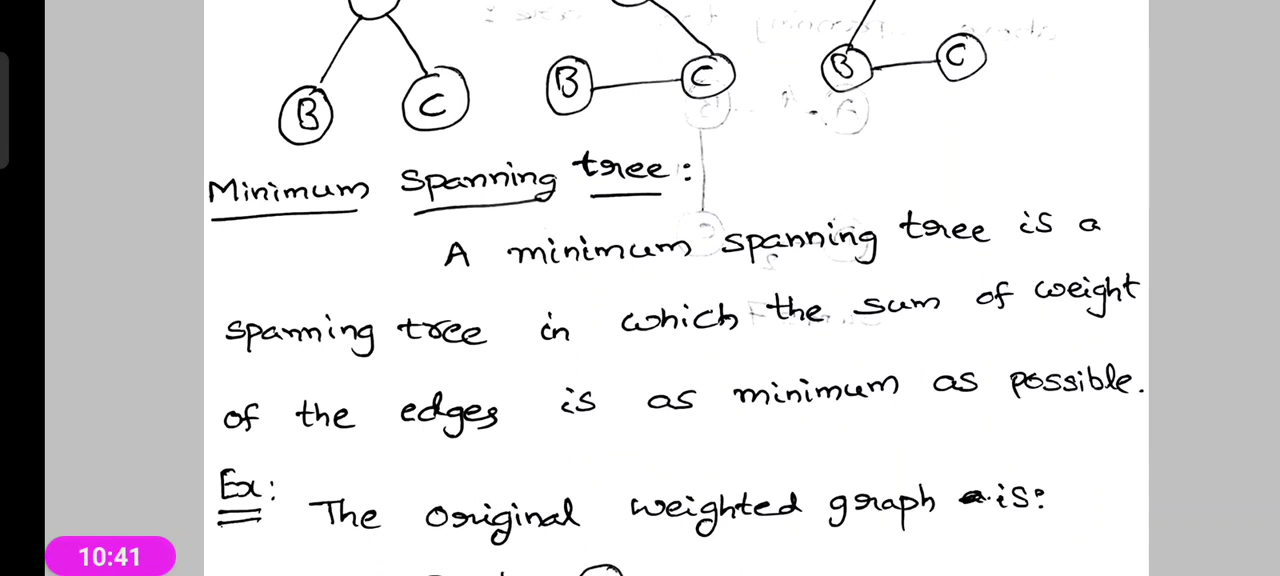 B
C
B
C
B
C
Minimum Spanning tree:
A minimum spanning tree is a
spanning tree in which the sum of weight
of the edges is as minimum as possible.
Ex:
The original weighted graph is:
10:41